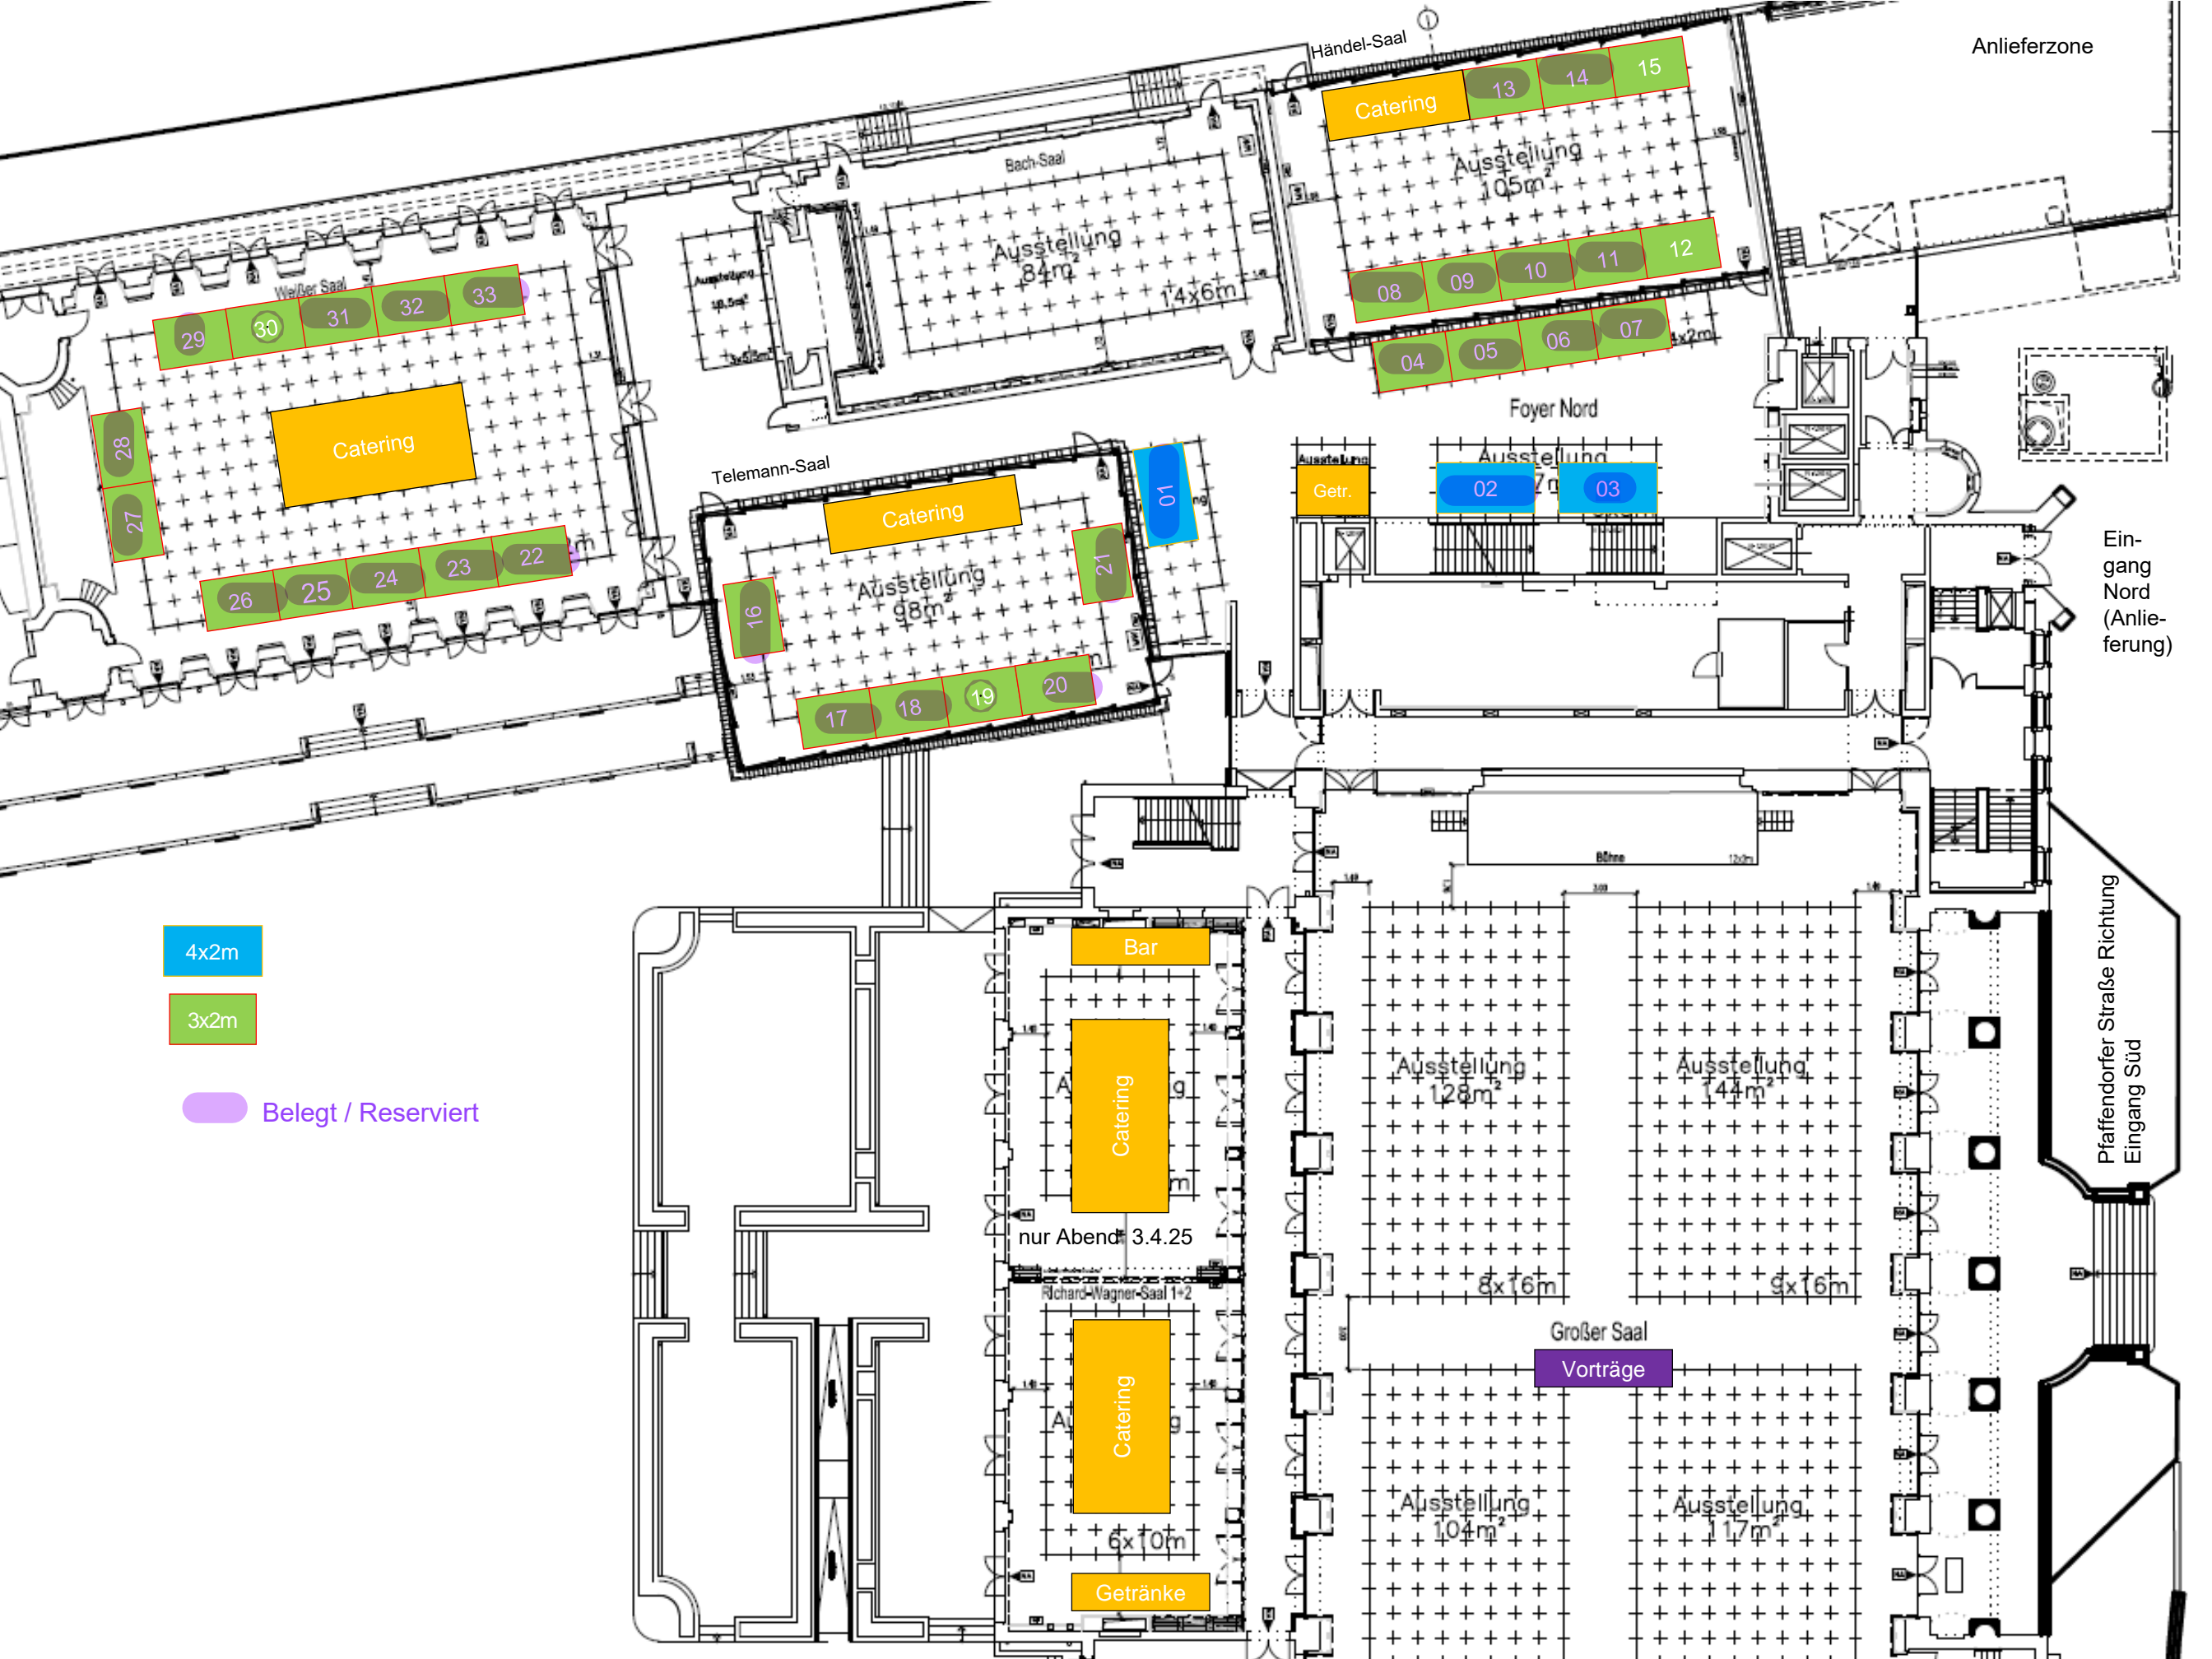 Händel-Saal
Anlieferzone
Catering
13
14
15
Ausstellung
105m²
08
09
10
11
12
04
05
06
07
x2m
Foyer Nord
Bach-Saal
Ausstellung
84m²
14x6m
Ausstellung
Weißer Saal
29
30
31
32
33
28
27
Catering
26
25
24
23
22
m
Telemann-Saal
Catering
Ausstellung
98m²
16
21
17
18
19
20
01
Ausstellung
Getr.
Ausstellung
02
03
Ein-
gang
Nord
(Anlie-
ferung)
Bühne
12x3m
4x2m
3x2m
Belegt / Reserviert
Bar
Catering
nur Abend 3.4.25
Richard-Wagner-Saal 1+2
Catering
6x10m
Getränke
Ausstellung
128m²
8x16m
Ausstellung
144m²
9x16m
Großer Saal
Vorträge
Ausstellung
104m²
Ausstellung
117m²
Pfaffendorfer Straße Richtung
Eingang Süd